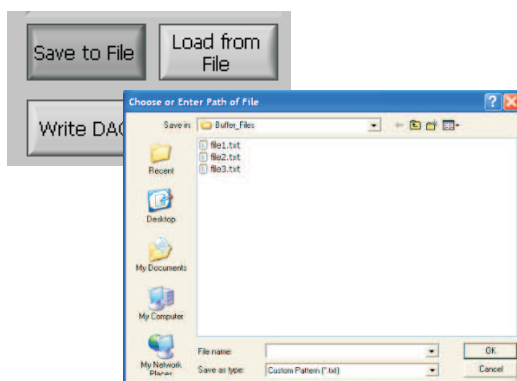 Save to File
Load from
File
Write DAC
Choose or Enter Path of File
Save in:
Buffer_Files
file1.txt
file2.txt
file3.txt
Recent
Desktop
My Documents
My Computer
My Network
Places
File name:
OK
Save as type:
Custom Pattern (*.txt)
Cancel